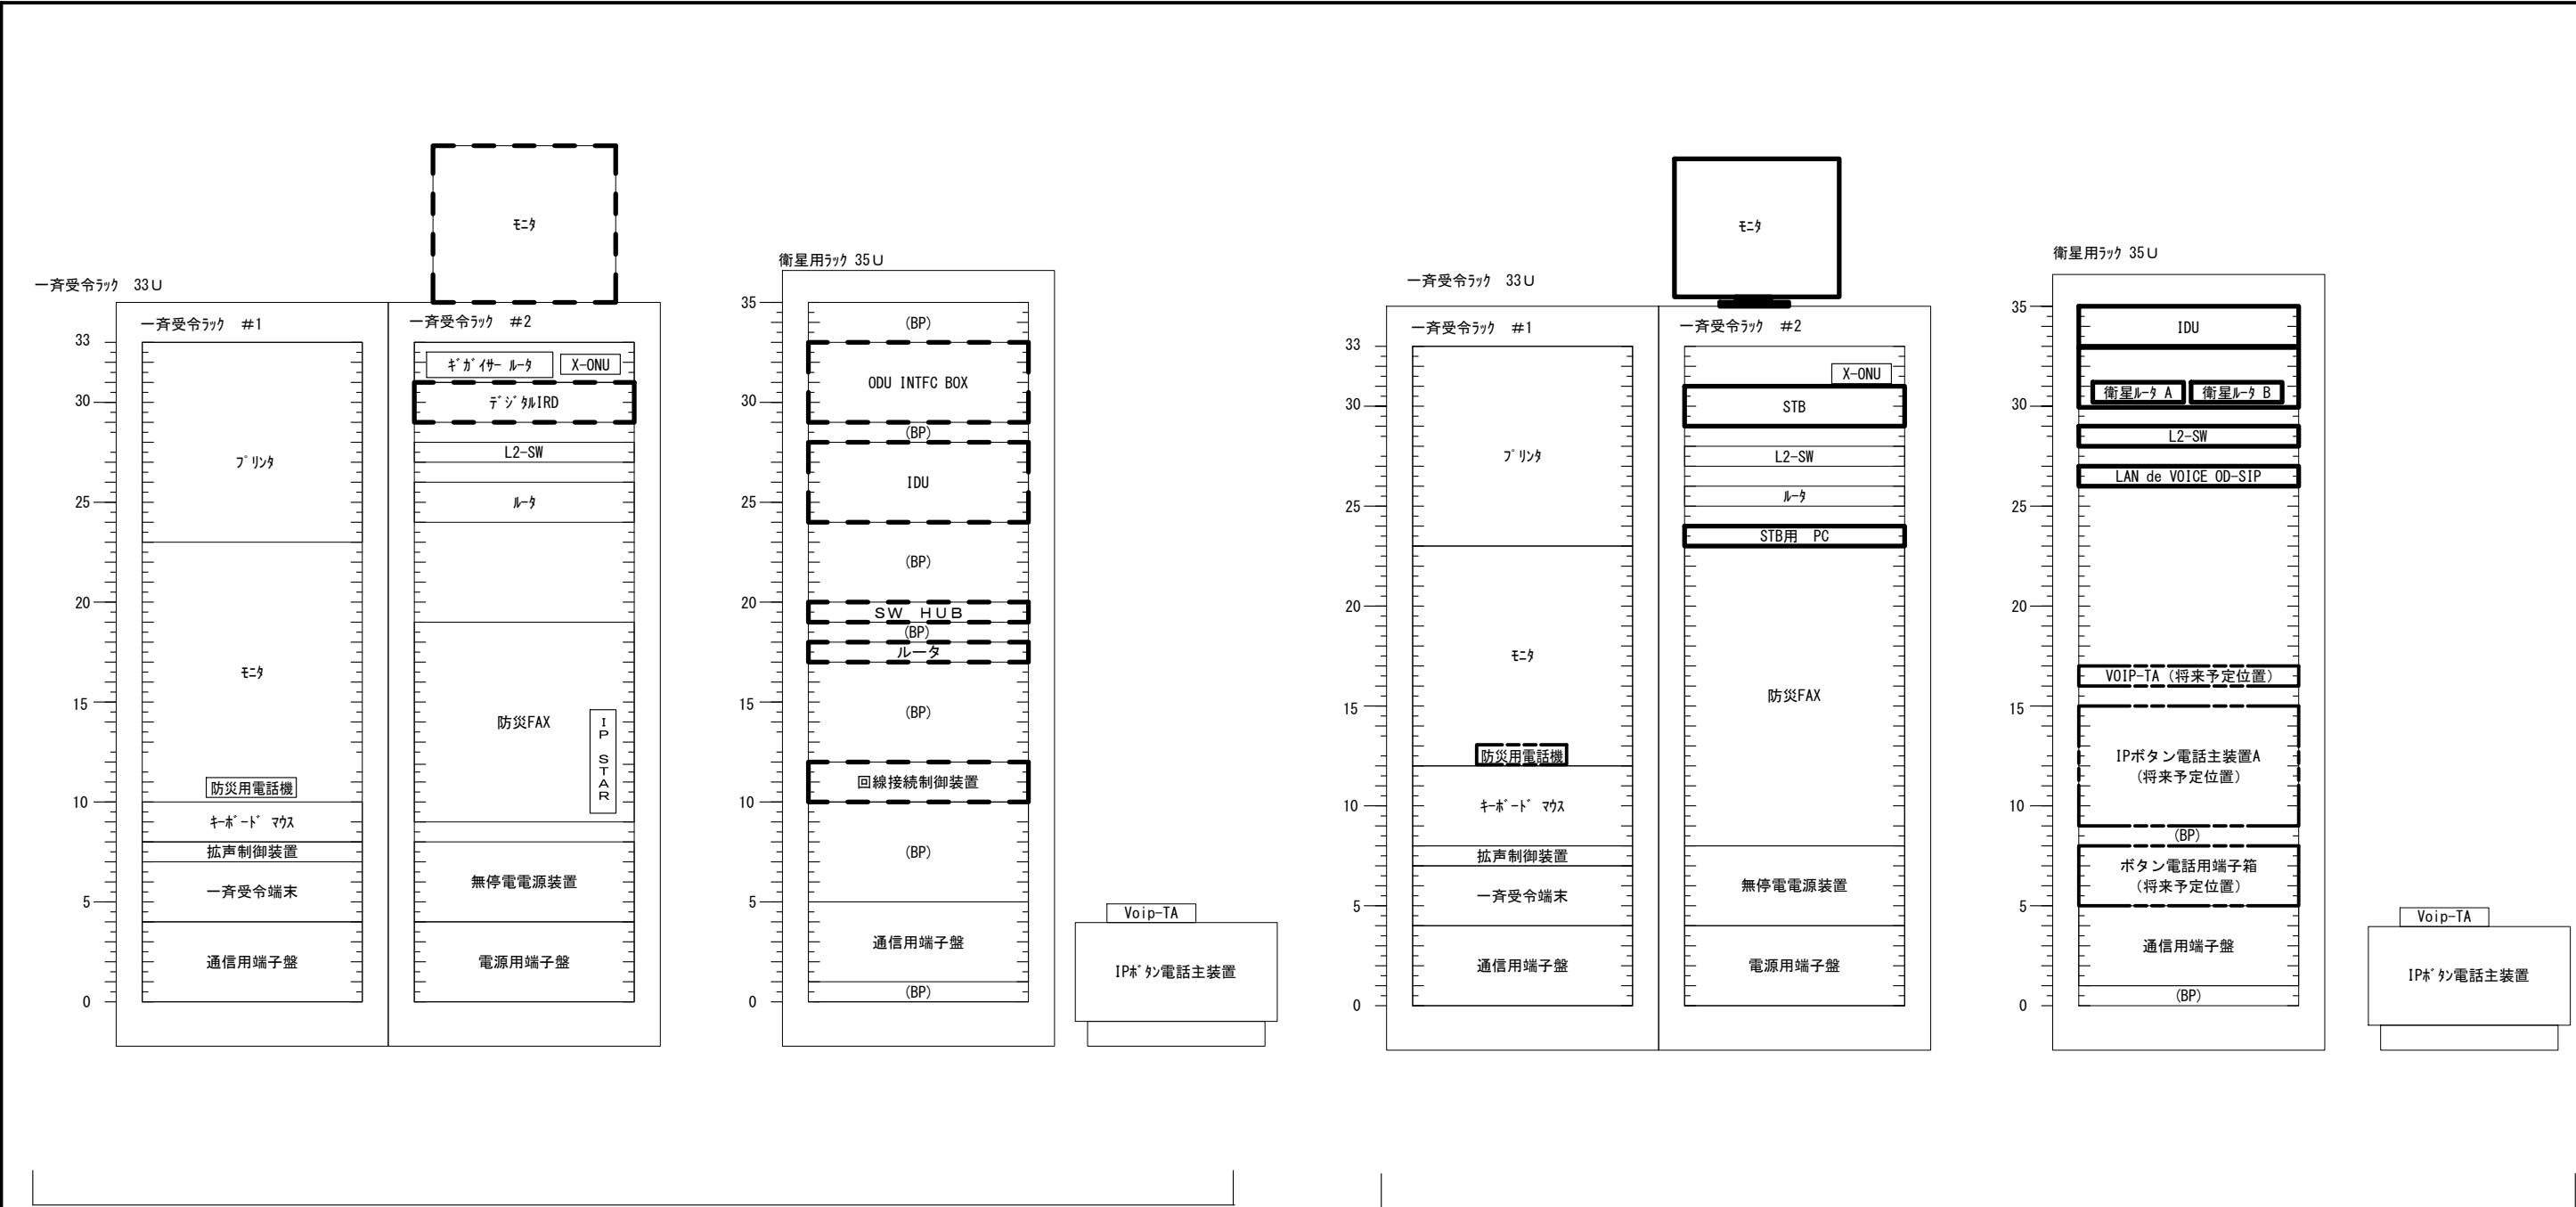 モニタ
一斉受令ラック 33U
一斉受令ラック #1
一斉受令ラック #2
33
30
25
20
15
10
5
0
プリンタ
モニタ
防災用電話機
キーボード マウス
拡声制御装置
一斉受令端末
通信用端子盤
ギガイサー ルータ
X-ONU
デジタルIRD
L2-SW
ルータ
防災FAX
IP STAR
無停電電源装置
電源用端子盤
衛星用ラック 35U
35
30
25
20
15
10
5
0
(BP)
ODU INTFC BOX
(BP)
IDU
(BP)
SW HUB
(BP)
ルータ
(BP)
回線接続制御装置
(BP)
通信用端子盤
(BP)
Voip-TA
IPボタン電話主装置
モニタ
一斉受令ラック 33U
一斉受令ラック #1
一斉受令ラック #2
33
30
25
20
15
10
5
0
プリンタ
モニタ
防災用電話機
キーボード マウス
拡声制御装置
一斉受令端末
通信用端子盤
X-ONU
STB
L2-SW
ルータ
STB用 PC
防災FAX
無停電電源装置
電源用端子盤
衛星用ラック 35U
35
30
25
20
15
10
5
0
IDU
衛星ルータ A
衛星ルータ B
L2-SW
LAN de VOICE OD-SIP
VOIP-TA (将来予定位置)
IPボタン電話主装置A
(将来予定位置)
(BP)
ボタン電話用端子箱
(将来予定位置)
通信用端子盤
(BP)
Voip-TA
IPボタン電話主装置